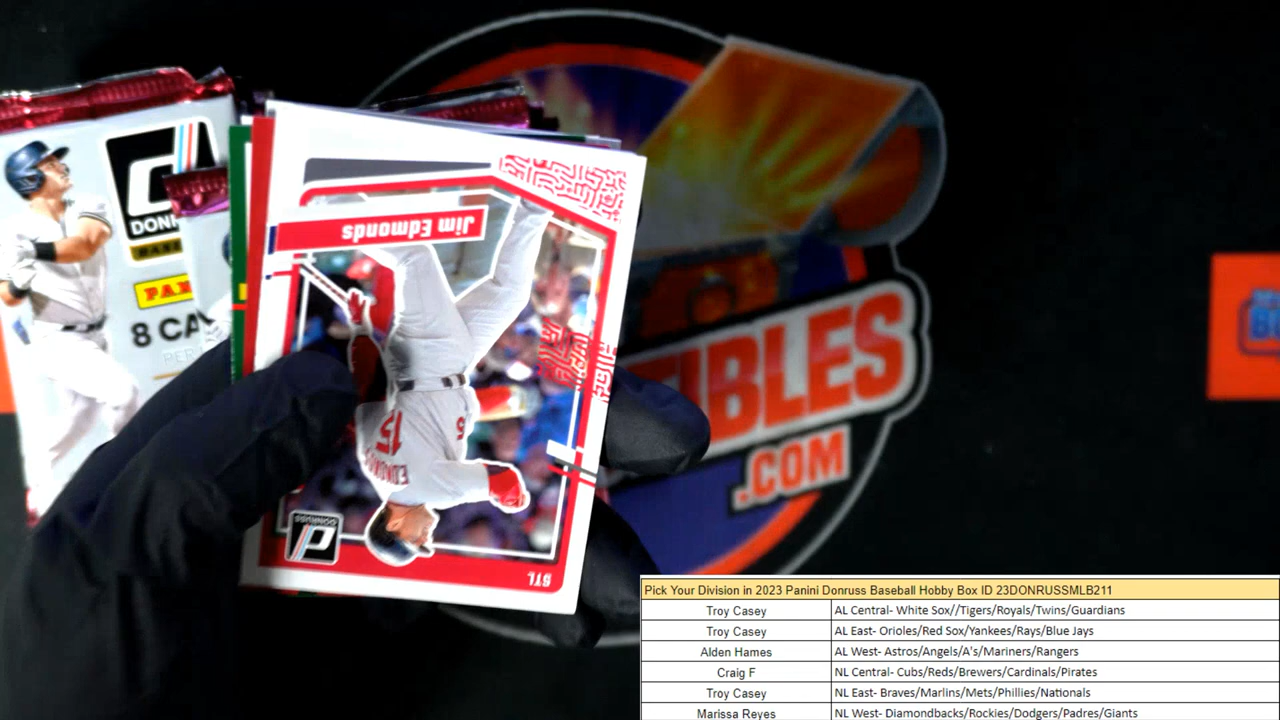 DONRUSS
8 CA
Jim Edmonds
15
EDMONDS
DONRUSS
STL
TIBLES
.COM
Pick Your Division in 2023 Panini Donruss Baseball Hobby Box ID 23DONRUSSMLB211
Troy Casey AL Central- White Sox//Tigers/Royals/Twins/Guardians
Troy Casey AL East- Orioles/Red Sox/Yankees/Rays/Blue Jays
Alden Hames AL West- Astros/Angels/A's/Mariners/Rangers
Craig F NL Central- Cubs/Reds/Brewers/Cardinals/Pirates
Troy Casey NL East- Braves/Marlins/Mets/Phillies/Nationals
Marissa Reyes NL West- Diamondbacks/Rockies/Dodgers/Padres/Giants